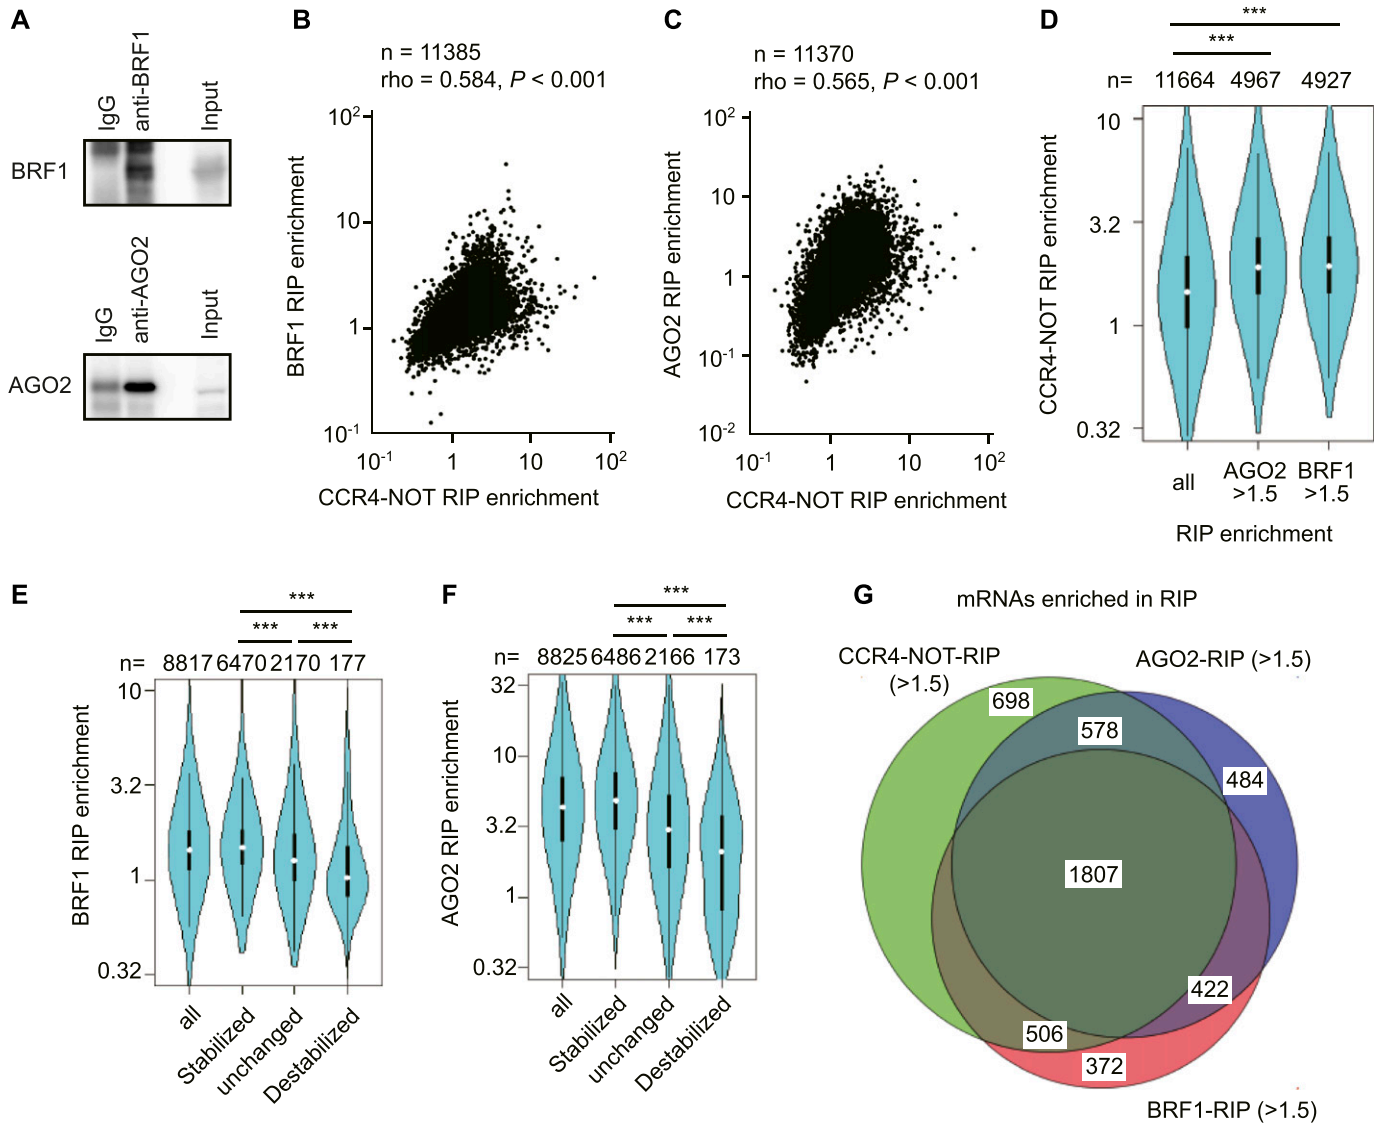 A
IgG
anti-BRF1
Input
BRF1
IgG
anti-AGO2
Input
AGO2
B
n = 11385
rho = 0.584, P < 0.001
BRF1 RIP enrichment
10²
10
1
10⁻¹
10⁻¹ 1 10 10²
CCR4-NOT RIP enrichment
C
n = 11370
rho = 0.565, P < 0.001
AGO2 RIP enrichment
10²
10
1
10⁻¹
10⁻²
10⁻¹ 1 10 10²
CCR4-NOT RIP enrichment
D
***
***
n= 11664 4967 4927
CCR4-NOT RIP enrichment
10
3.2
1
0.32
all
AGO2 >1.5
BRF1 >1.5
RIP enrichment
E
***
*** ***
n= 8817 6470 2170 177
BRF1 RIP enrichment
10
3.2
1
0.32
all
Stabilized
unchanged
Destabilized
F
***
*** ***
n= 8825 6486 2166 173
AGO2 RIP enrichment
32
10
3.2
1
0.32
all
Stabilized
unchanged
Destabilized
G
mRNAs enriched in RIP
CCR4-NOT-RIP
(>1.5)
AGO2-RIP (>1.5)
698
578
484
1807
422
506
372
BRF1-RIP (>1.5)